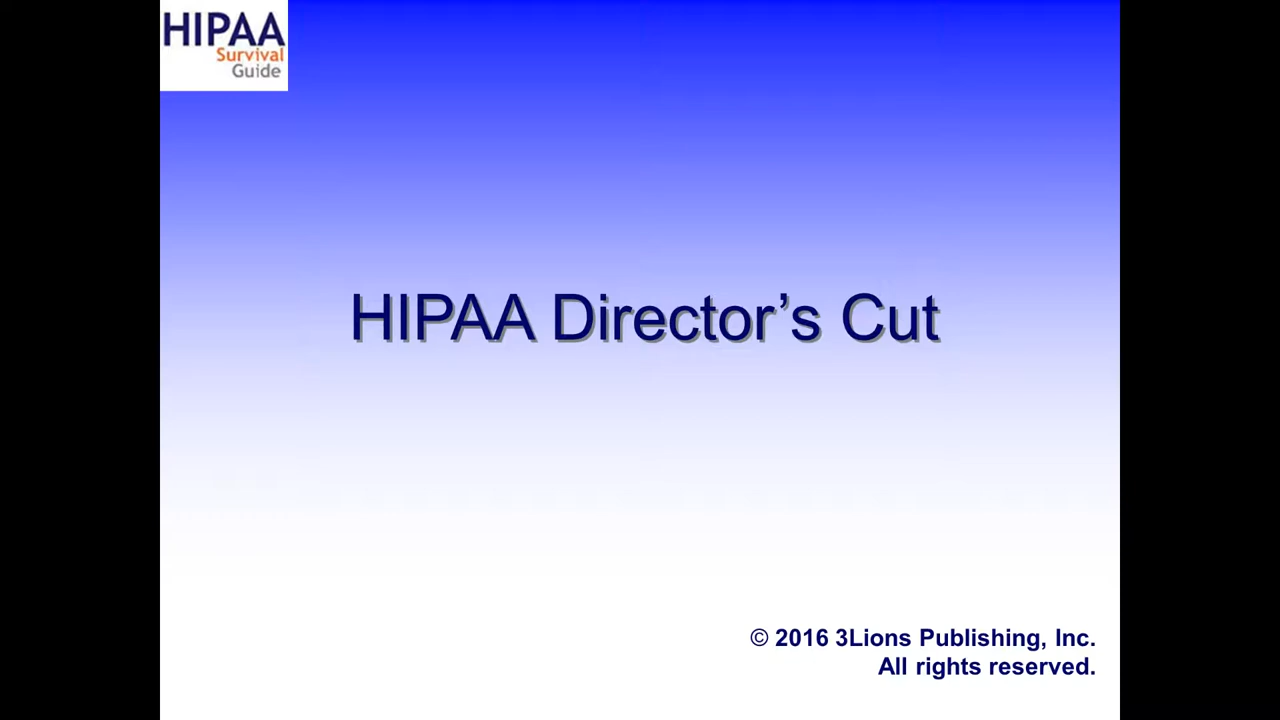 HIPAA
Survival
Guide
HIPAA Director’s Cut
© 2016 3Lions Publishing, Inc.
All rights reserved.